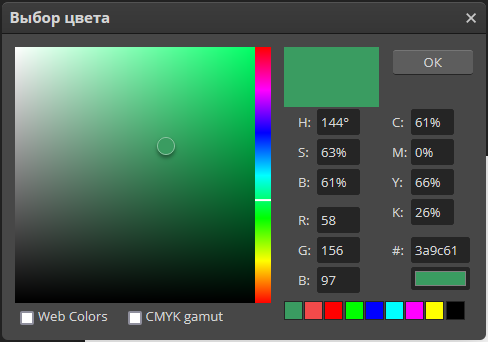 Выбор цвета
OK
H: 144° C: 61%
S: 63% M: 0%
B: 61% Y: 66%
K: 26%
R: 58
G: 156 #: 3a9c61
B: 97
Web Colors CMYK gamut